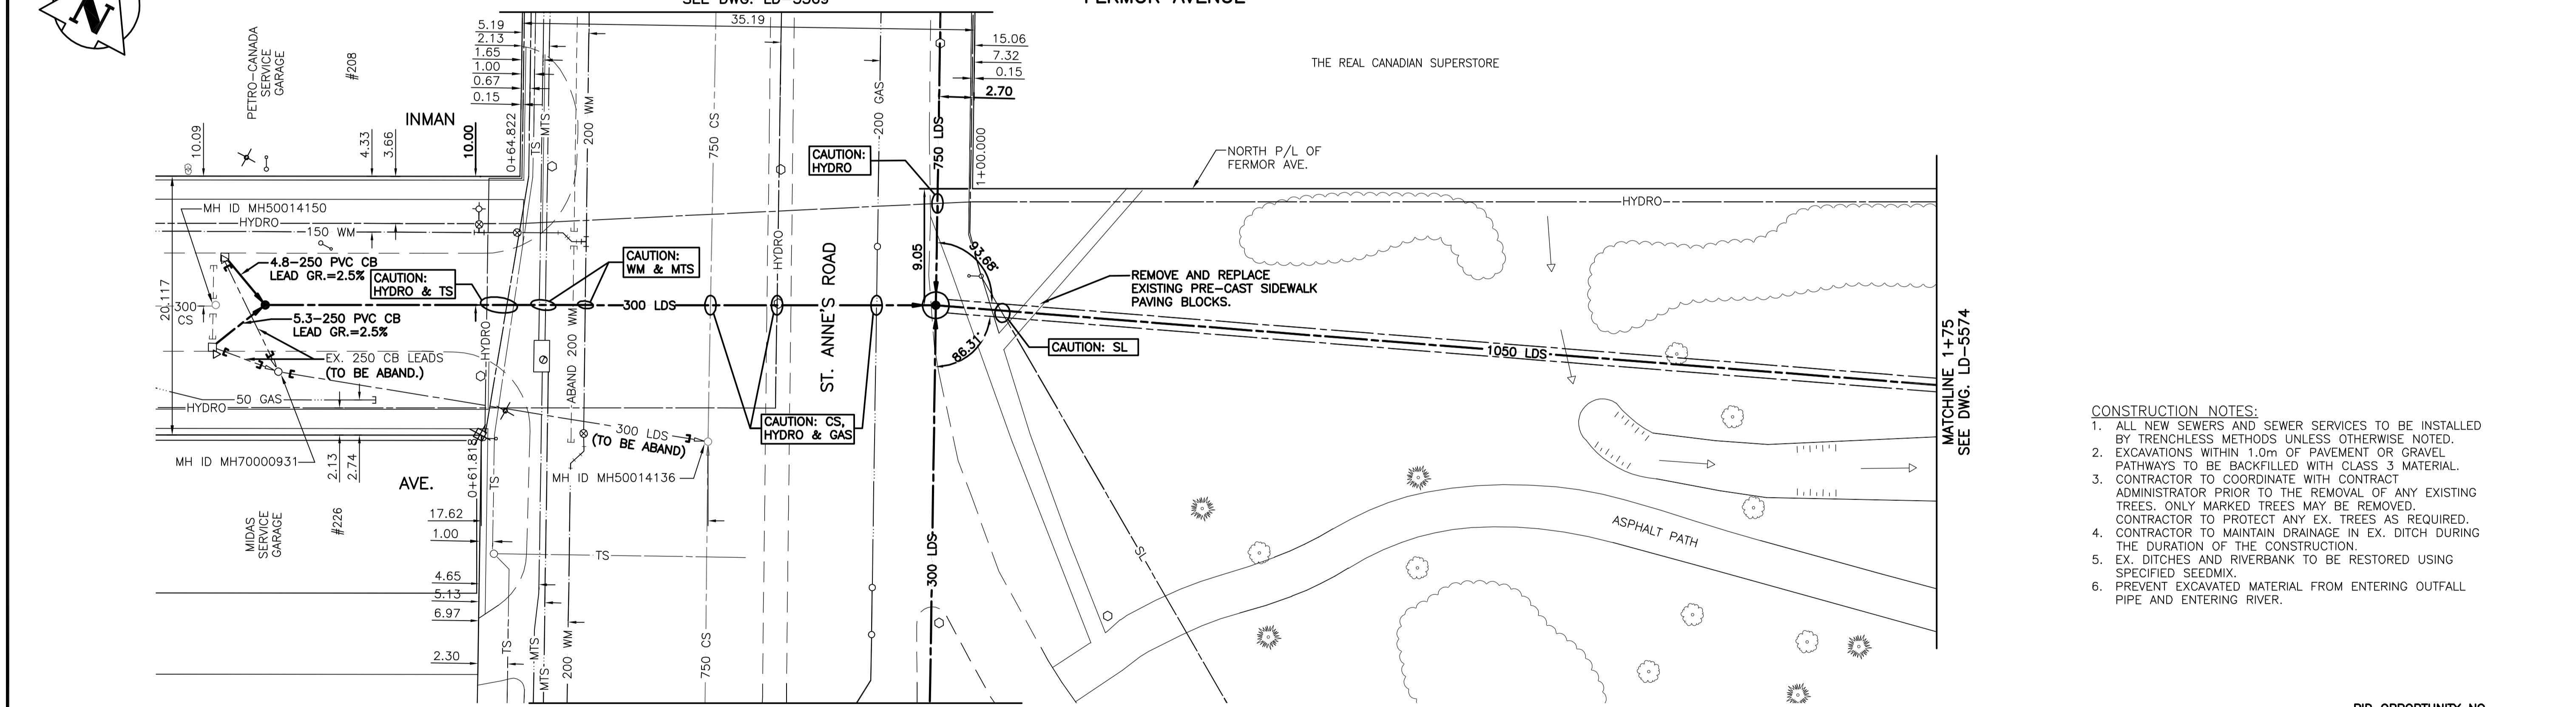 N
SEE DWG. LD-5569
FERMOR AVENUE
35.19
5.19
2.13
1.65
1.00
0.67
0.15
15.06
7.32
0.15
2.70
THE REAL CANADIAN SUPERSTORE
PETRO-CANADA
SERVICE
GARAGE
#208
INMAN
10.09
4.33
3.66
10.00
0+64.822
TS
MTS
200 WM
750 CS
200 GAS
750 LDS
1+00.000
CAUTION:
HYDRO
NORTH P/L OF
FERMOR AVE.
MH ID MH50014150
HYDRO
150 WM
HYDRO
HYDRO
20.117
300
CS
4.8-250 PVC CB
LEAD GR.=2.5%
CAUTION:
HYDRO & TS
CAUTION:
WM & MTS
300 LDS
ST. ANNE'S ROAD
9.05
93.68°
86.31°
REMOVE AND REPLACE
EXISTING PRE-CAST SIDEWALK
PAVING BLOCKS.
5.3-250 PVC CB
LEAD GR.=2.5%
EX. 250 CB LEADS
(TO BE ABAND.)
HYDRO
ABAND 200 WM
CAUTION: SL
1050 LDS
MATCHLINE 1+75
SEE DWG. LD-5574
50 GAS
HYDRO
E
E
E
E
300 LDS
(TO BE ABAND)
CAUTION: CS,
HYDRO & GAS
MH ID MH70000931
2.13
2.74
0+61.818
TS
MH ID MH50014136
AVE.
MIDAS
SERVICE
GARAGE
#226
17.62
1.00
4.65
5.13
6.97
2.30
TS
TS
MTS
MTS
200 WM
750 CS
300 LDS
SL
ASPHALT PATH
CONSTRUCTION NOTES:
1. ALL NEW SEWERS AND SEWER SERVICES TO BE INSTALLED
BY TRENCHLESS METHODS UNLESS OTHERWISE NOTED.
2. EXCAVATIONS WITHIN 1.0m OF PAVEMENT OR GRAVEL
PATHWAYS TO BE BACKFILLED WITH CLASS 3 MATERIAL.
3. CONTRACTOR TO COORDINATE WITH CONTRACT
ADMINISTRATOR PRIOR TO THE REMOVAL OF ANY EXISTING
TREES. ONLY MARKED TREES MAY BE REMOVED.
CONTRACTOR TO PROTECT ANY EX. TREES AS REQUIRED.
4. CONTRACTOR TO MAINTAIN DRAINAGE IN EX. DITCH DURING
THE DURATION OF THE CONSTRUCTION.
5. EX. DITCHES AND RIVERBANK TO BE RESTORED USING
SPECIFIED SEEDMIX.
6. PREVENT EXCAVATED MATERIAL FROM ENTERING OUTFALL
PIPE AND ENTERING RIVER.
BID OPPORTUNITY NO.